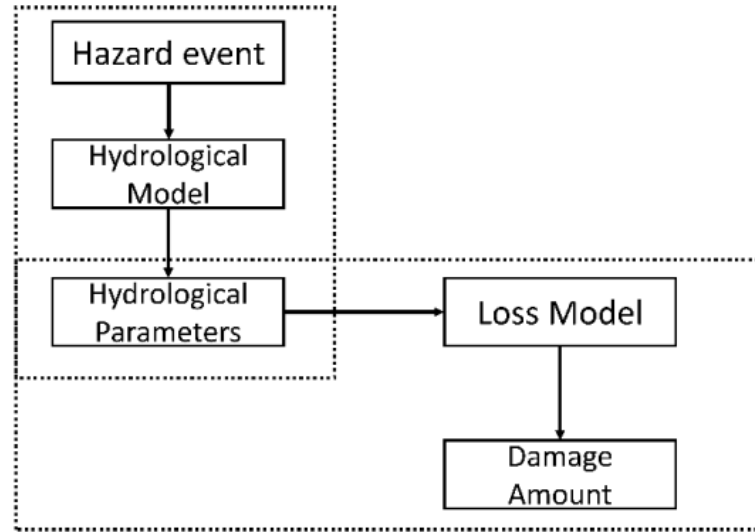 Hazard event
Hydrological
Model
Hydrological
Parameters
Loss Model
Damage
Amount